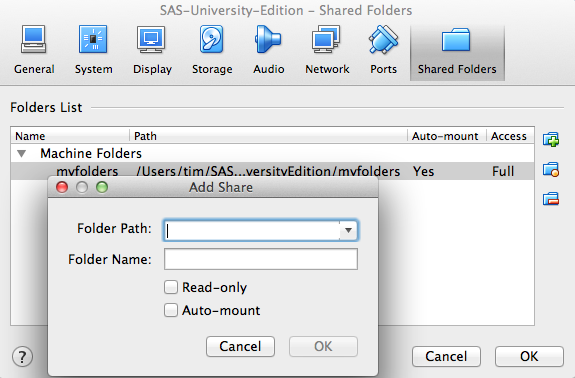 SAS-University-Edition – Shared Folders
General System Display Storage Audio Network Ports Shared Folders
Folders List
Name Path Auto-mount Access
Machine Folders
myfolders /Users/tim/SAS...versityEdition/myfolders Yes Full
Add Share
Folder Path:
Folder Name:
Read-only
Auto-mount
Cancel OK
? Cancel OK